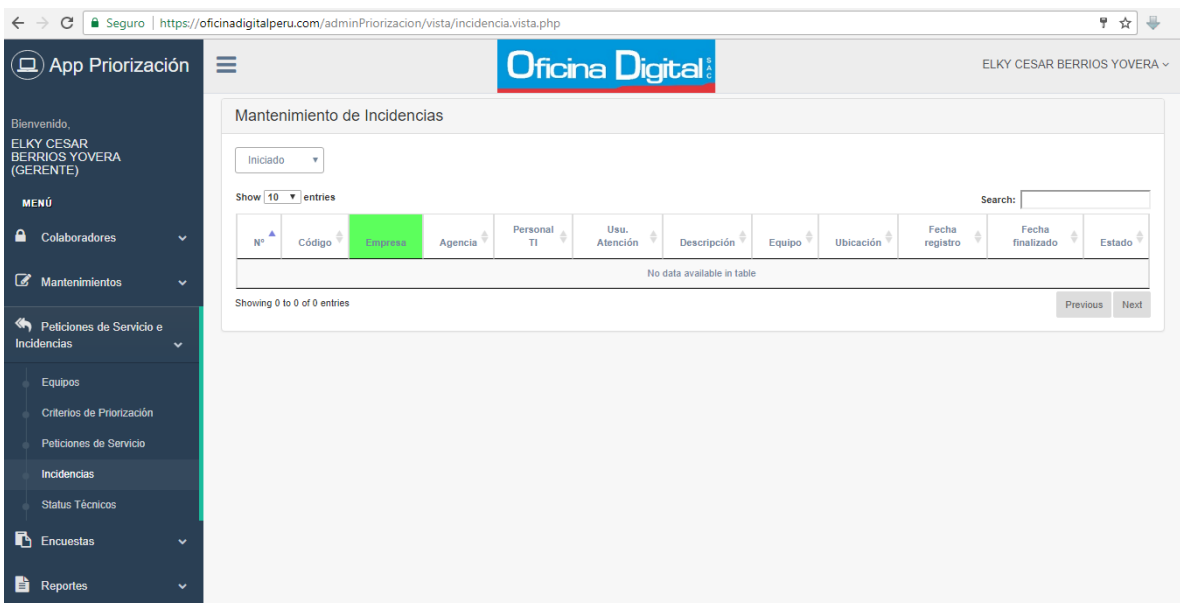 Seguro | https://oficinadigitalperu.com/adminPriorizacion/vista/incidencia.vista.php
App Priorización
Oficina Digital SAC
ELKY CESAR BERRIOS YOVERA
Bienvenido,
ELKY CESAR
BERRIOS YOVERA
(GERENTE)
MENÚ
Colaboradores
Mantenimientos
Peticiones de Servicio e
Incidencias
Equipos
Criterios de Priorización
Peticiones de Servicio
Incidencias
Status Técnicos
Encuestas
Reportes
Mantenimiento de Incidencias
Iniciado
Show 10 entries
Search:
N° Código Empresa Agencia Personal TI Usu. Atención Descripción Equipo Ubicación Fecha registro Fecha finalizado Estado
No data available in table
Showing 0 to 0 of 0 entries
Previous Next